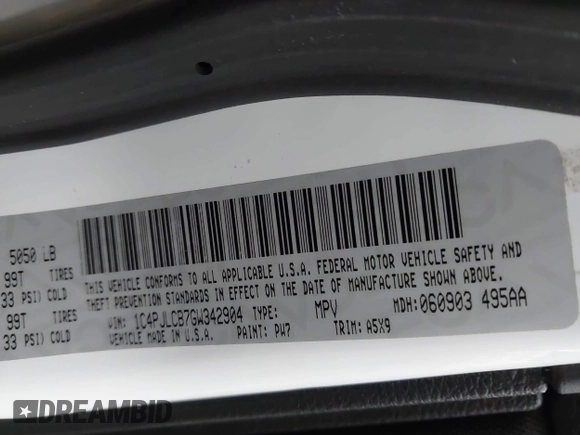 5050 LB
99T TIRES
33 PSI) COLD
99T TIRES
33 PSI) COLD
THIS VEHICLE CONFORMS TO ALL APPLICABLE U.S.A. FEDERAL MOTOR VEHICLE SAFETY AND
THEFT PREVENTION STANDARDS IN EFFECT ON THE DATE OF MANUFACTURE SHOWN ABOVE.
VIN: 1C4PJLCB7GW342904 TYPE: MPV MDH:060903 495AA
VEHICLE MADE IN U.S.A. PAINT: PW7 TRIM: A5X9
DREAMBID